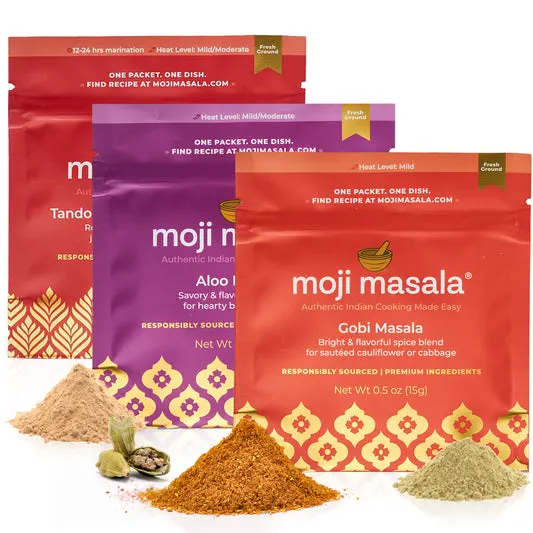 12-24 hrs marination Heat Level: Mild/Moderate
Fresh
Ground
ONE PACKET. ONE DISH.
FIND RECIPE AT MOJIMASALA.COM
Tando
RESPONSIBLY
Heat Level: Mild/Moderate
Fresh
Ground
ONE PACKET. ONE DISH.
FIND RECIPE AT MOJIMASALA.COM
moji m
Authentic Indian
Aloo
Savory & flav
for hearty b
RESPONSIBLY SOURCED
Net Wt
Heat Level: Mild
Fresh
Ground
ONE PACKET. ONE DISH.
FIND RECIPE AT MOJIMASALA.COM
moji masala®
Authentic Indian Cooking Made Easy
Gobi Masala
Bright & flavorful spice blend
for sautéed cauliflower or cabbage
RESPONSIBLY SOURCED | PREMIUM INGREDIENTS
Net Wt 0.5 oz (15g)